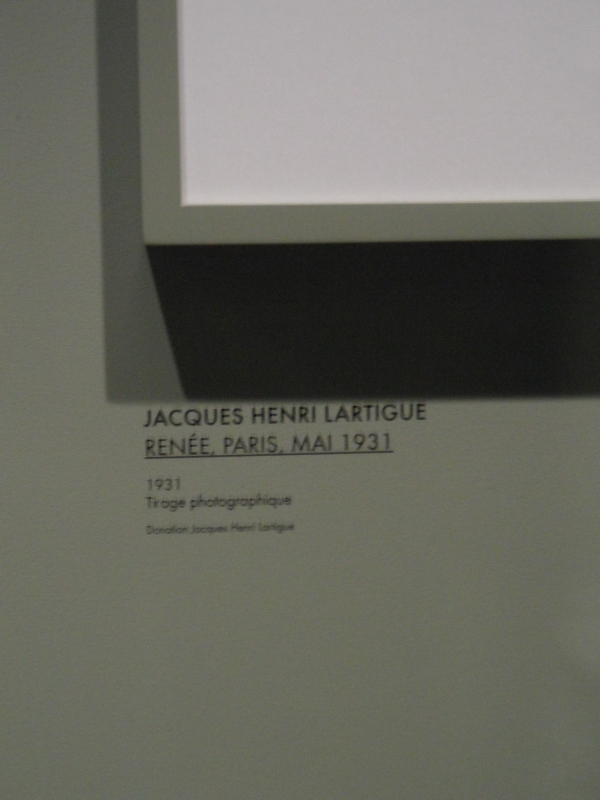 JACQUES HENRI LARTIGUE
RENÉE, PARIS, MAI 1931
1931
Tirage photographique
Donation Jacques Henri Lartigue